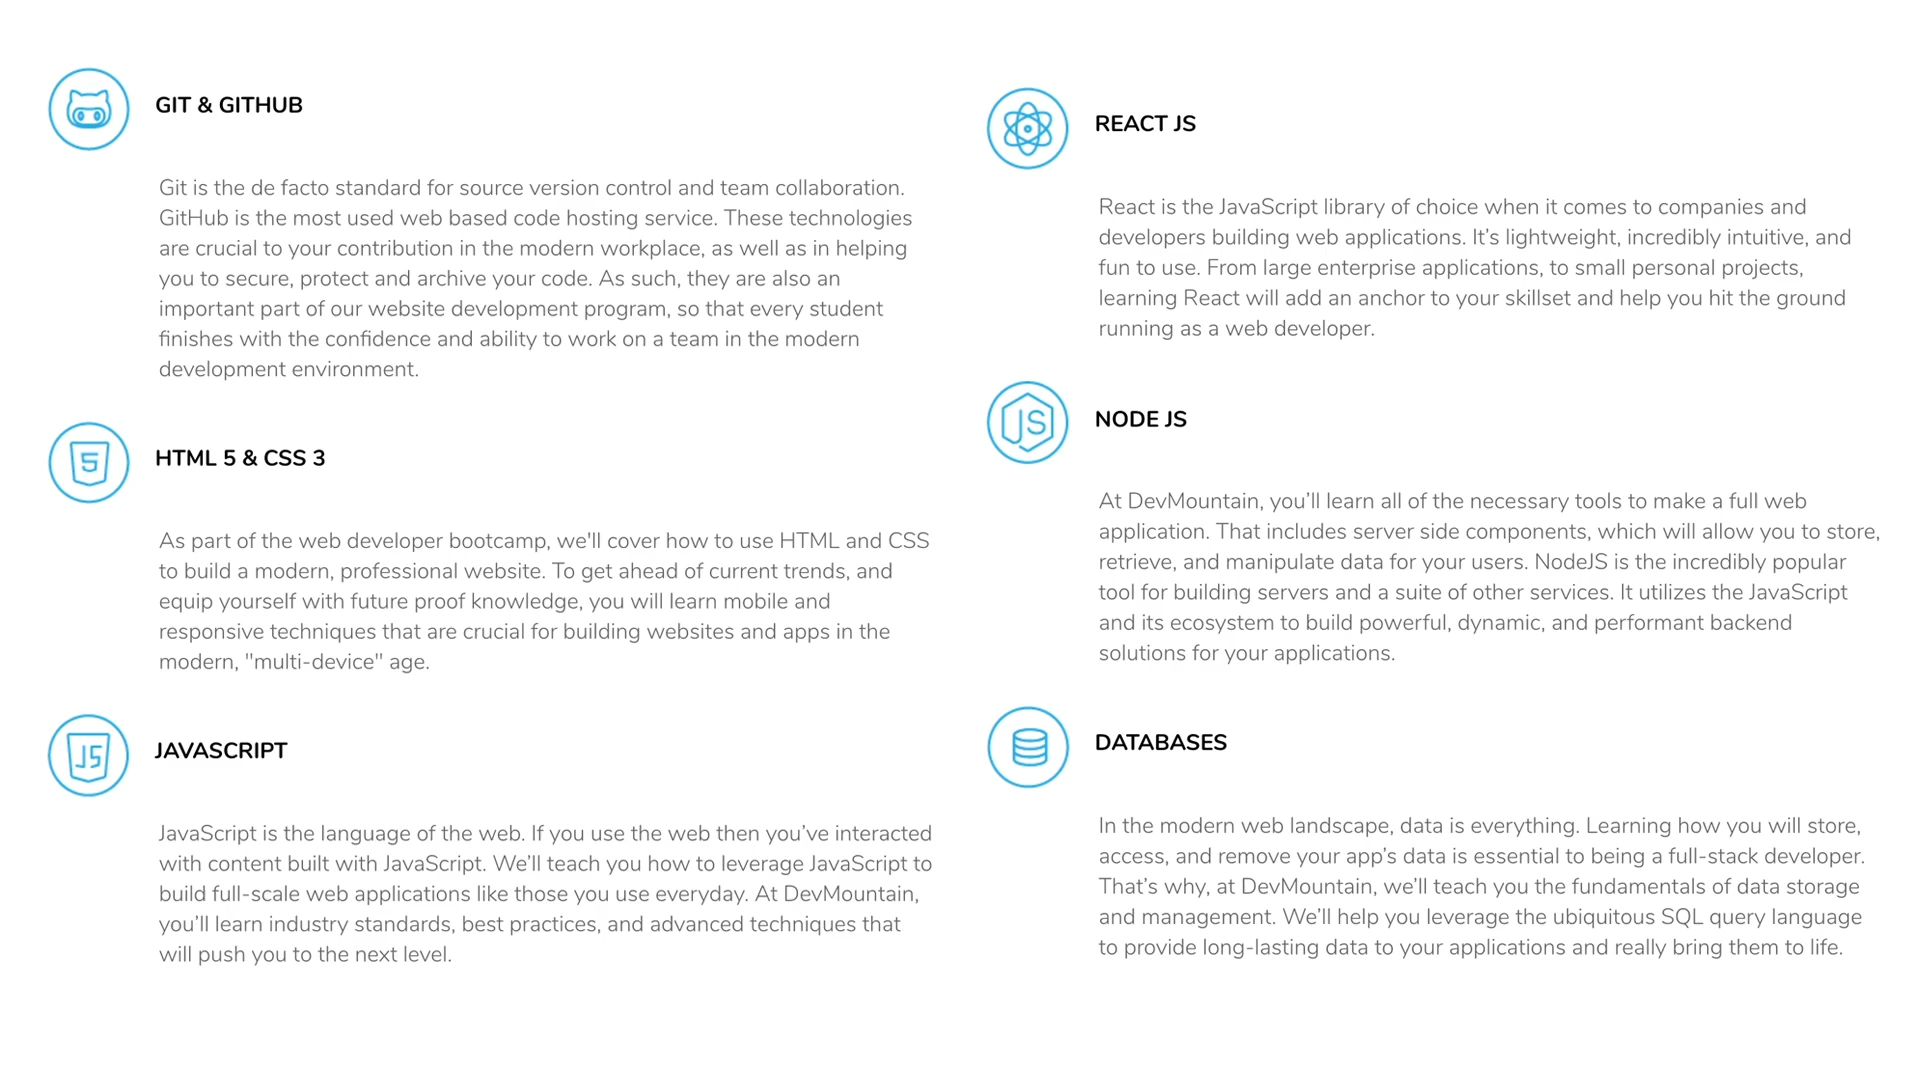 GIT & GITHUB
Git is the de facto standard for source version control and team collaboration.
GitHub is the most used web based code hosting service. These technologies
are crucial to your contribution in the modern workplace, as well as in helping
you to secure, protect and archive your code. As such, they are also an
important part of our website development program, so that every student
finishes with the confidence and ability to work on a team in the modern
development environment.
5
HTML 5 & CSS 3
As part of the web developer bootcamp, we'll cover how to use HTML and CSS
to build a modern, professional website. To get ahead of current trends, and
equip yourself with future proof knowledge, you will learn mobile and
responsive techniques that are crucial for building websites and apps in the
modern, "multi-device" age.
JS
JAVASCRIPT
JavaScript is the language of the web. If you use the web then you’ve interacted
with content built with JavaScript. We’ll teach you how to leverage JavaScript to
build full-scale web applications like those you use everyday. At DevMountain,
you’ll learn industry standards, best practices, and advanced techniques that
will push you to the next level.
REACT JS
React is the JavaScript library of choice when it comes to companies and
developers building web applications. It’s lightweight, incredibly intuitive, and
fun to use. From large enterprise applications, to small personal projects,
learning React will add an anchor to your skillset and help you hit the ground
running as a web developer.
JS
NODE JS
At DevMountain, you’ll learn all of the necessary tools to make a full web
application. That includes server side components, which will allow you to store,
retrieve, and manipulate data for your users. NodeJS is the incredibly popular
tool for building servers and a suite of other services. It utilizes the JavaScript
and its ecosystem to build powerful, dynamic, and performant backend
solutions for your applications.
DATABASES
In the modern web landscape, data is everything. Learning how you will store,
access, and remove your app’s data is essential to being a full-stack developer.
That’s why, at DevMountain, we’ll teach you the fundamentals of data storage
and management. We’ll help you leverage the ubiquitous SQL query language
to provide long-lasting data to your applications and really bring them to life.